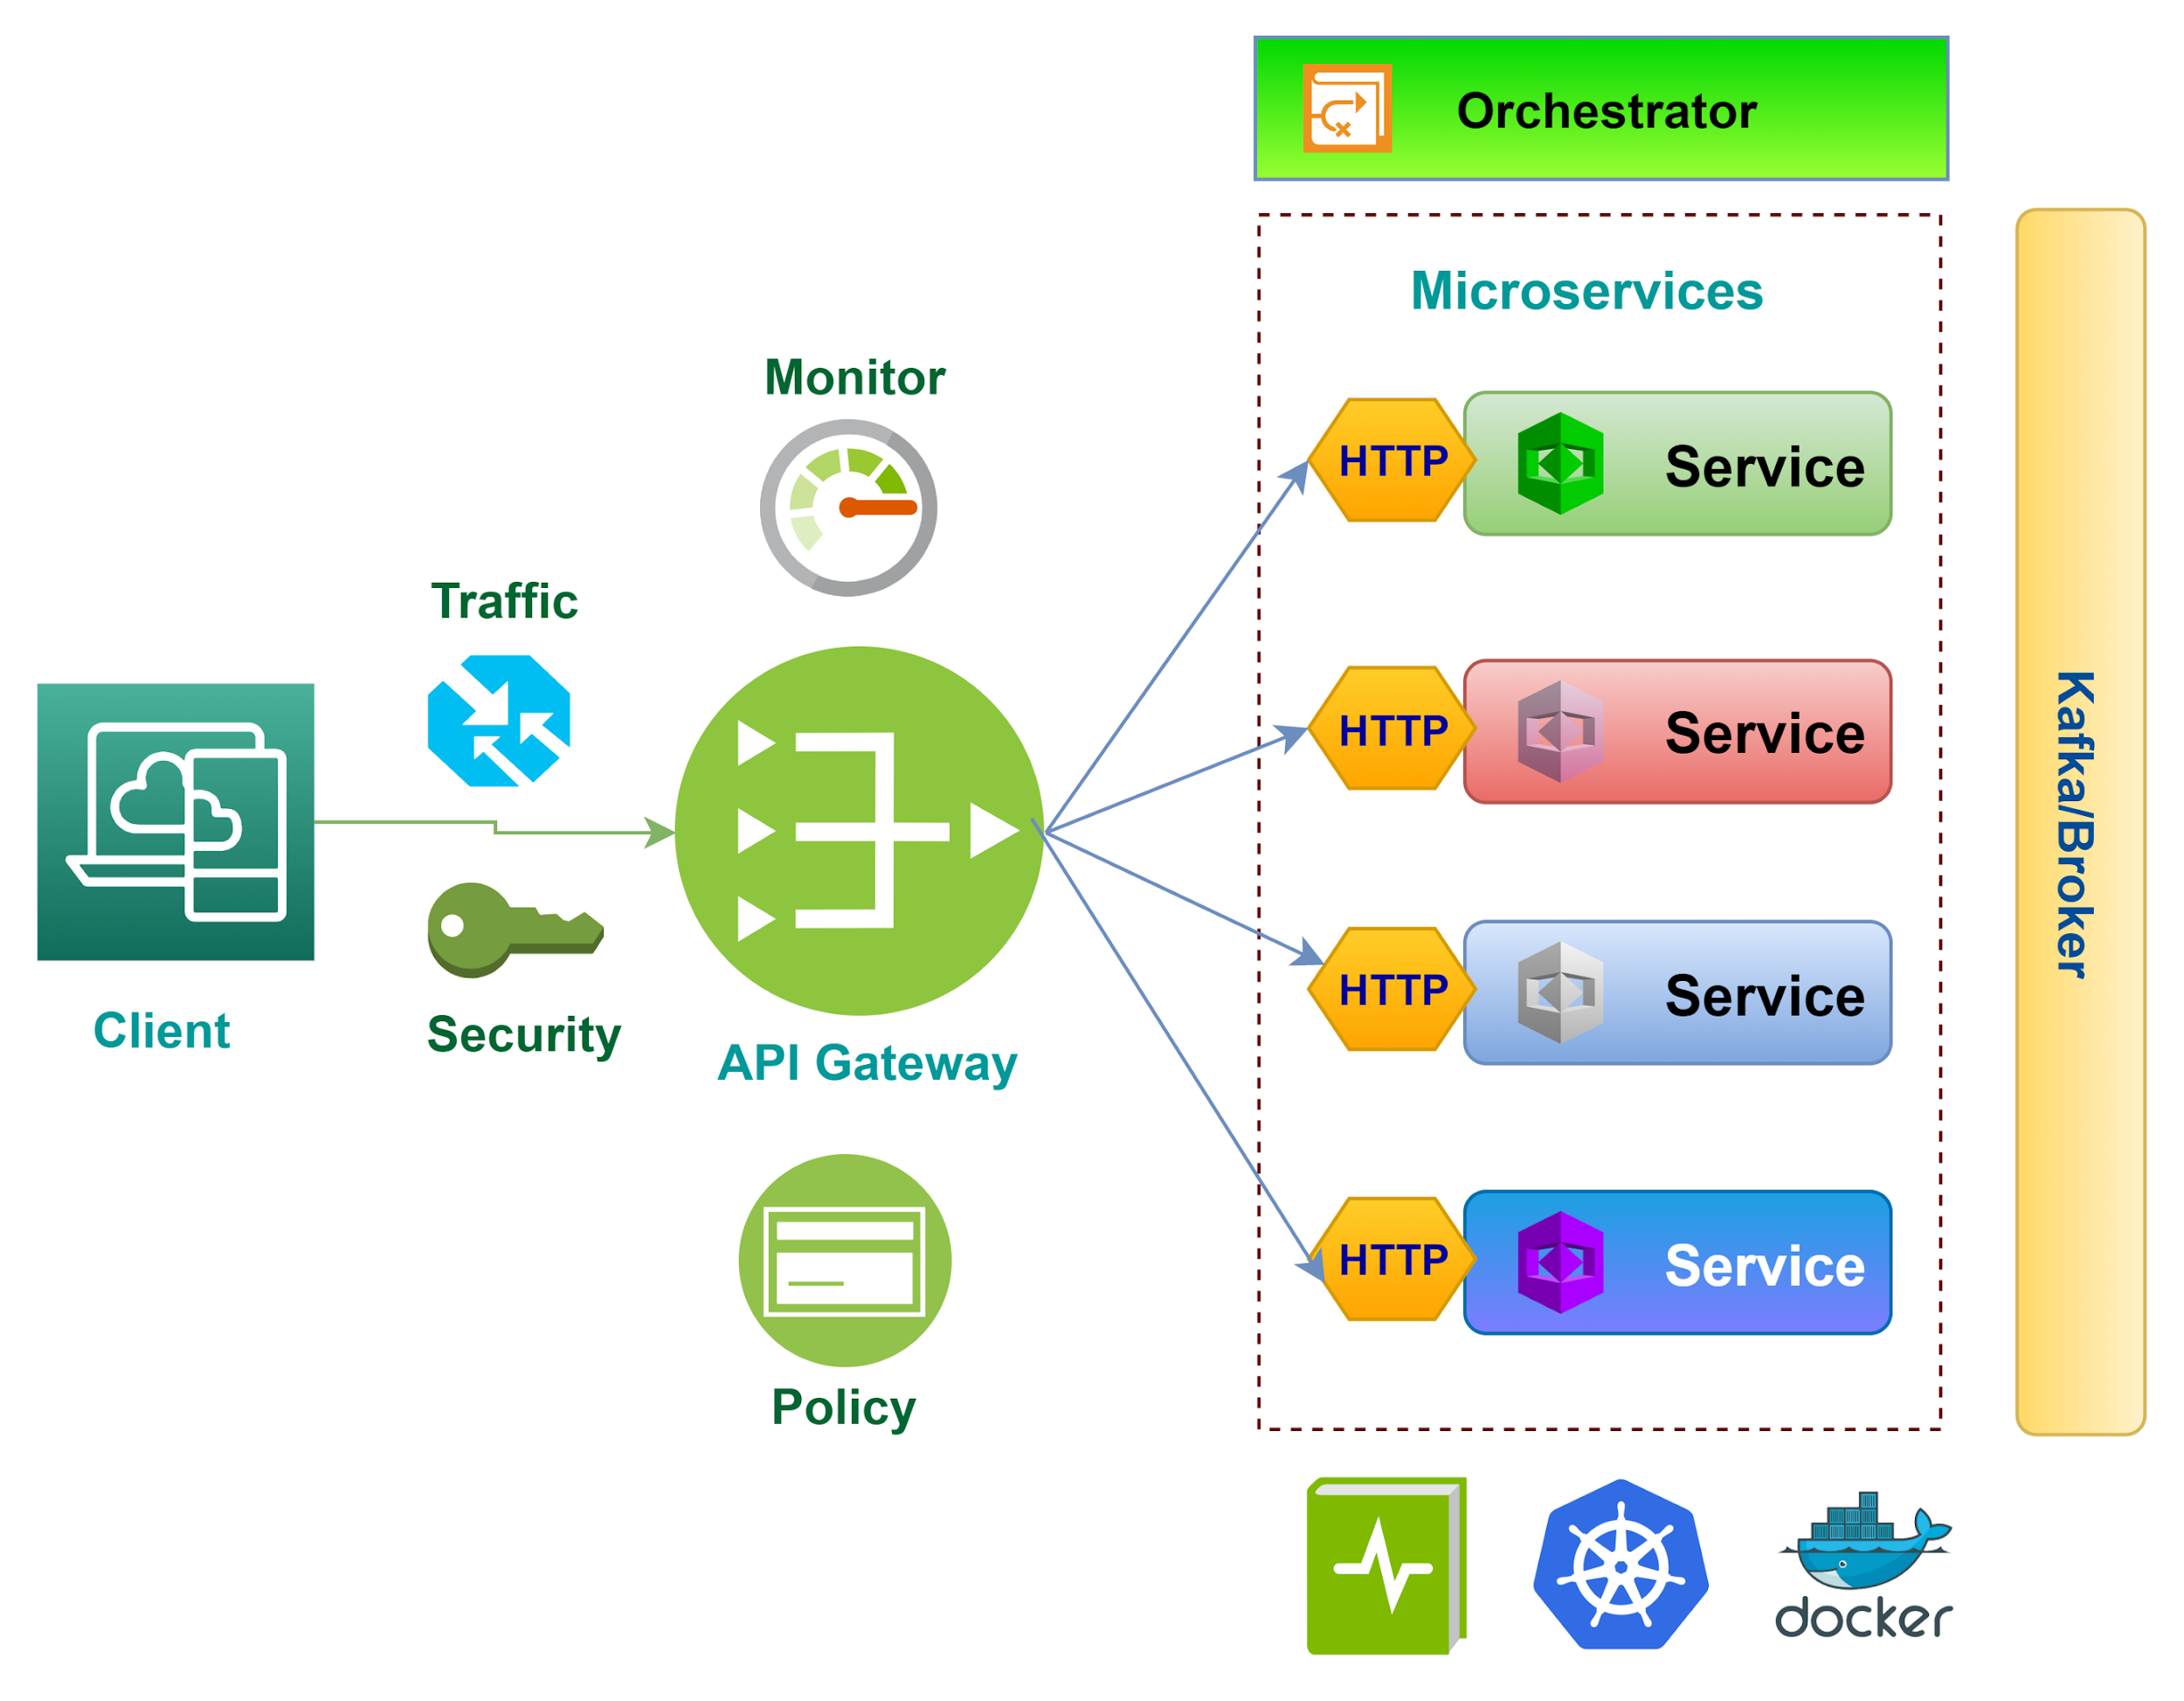 Orchestrator
Microservices
Monitor
HTTP
Service
Traffic
HTTP
Service
Kafka/Broker
HTTP
Service
Client
Security
API Gateway
HTTP
Service
Policy
docker